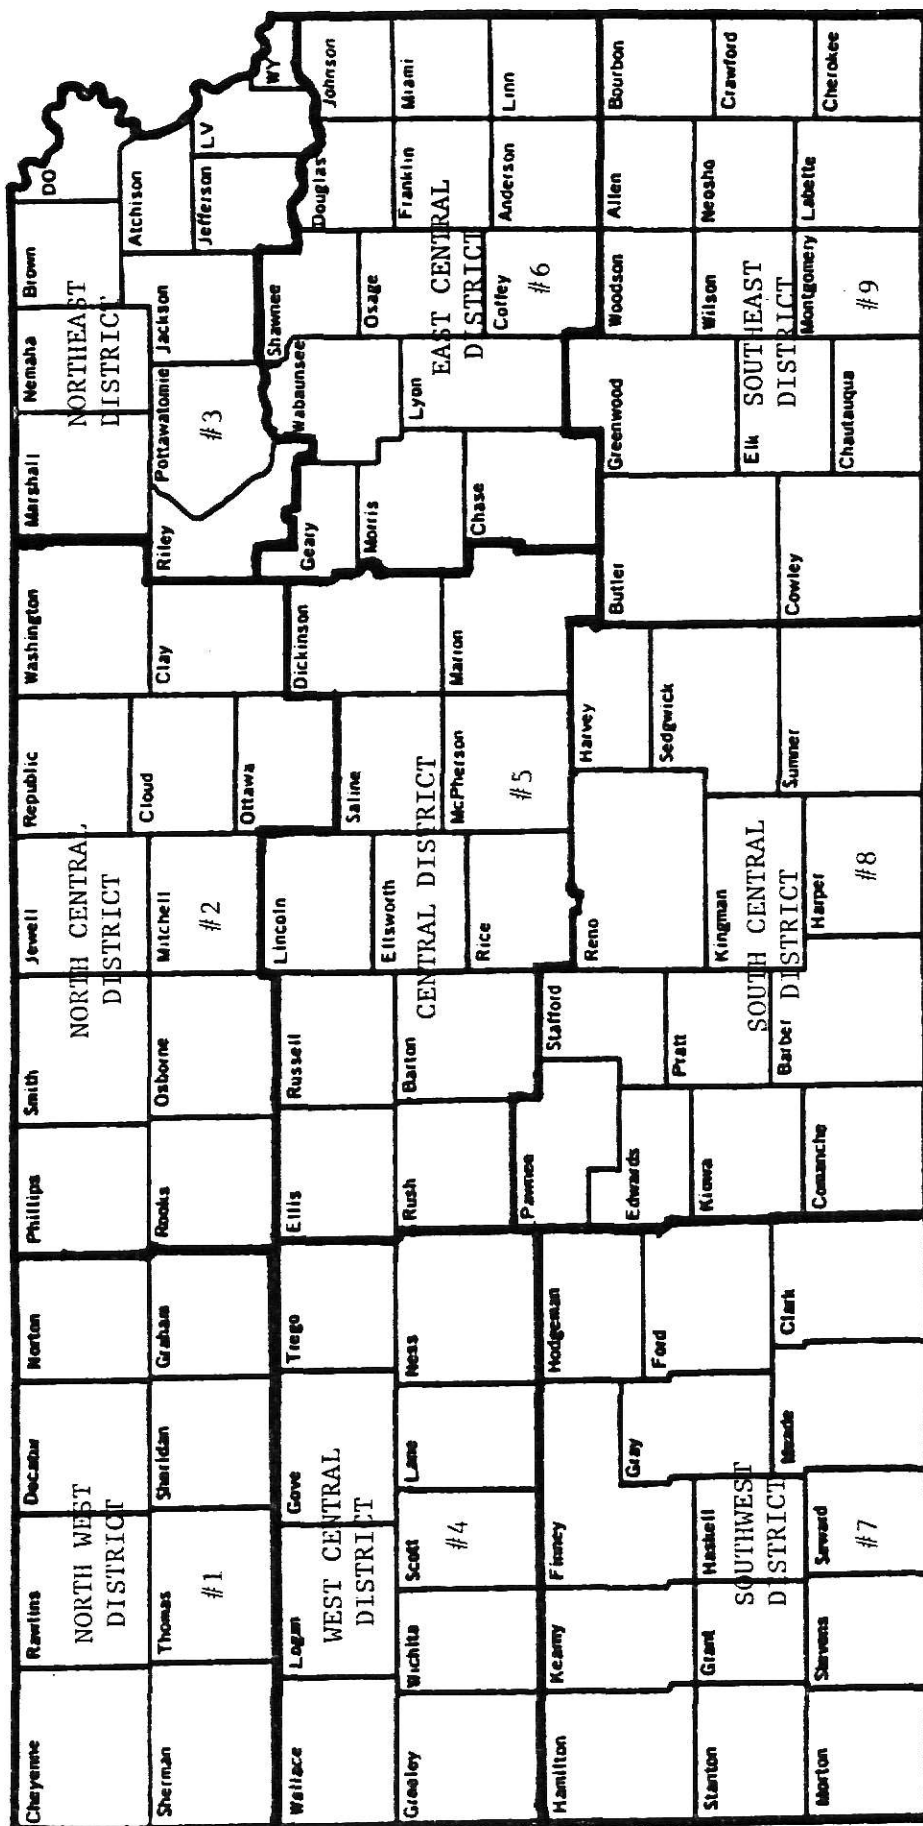 Cheyenne
Rawlins
Decatur
Norton
Phillips
Smith
Jewell
Republic
Washington
Marshall
Nemaha
Brown
DO
NORTH WEST
DISTRICT
NORTH CENTRAL
DISTRICT
NORTHEAST
DISTRICT
Sherman
Thomas
Sheridan
Graham
Rooks
Osborne
Mitchell
Cloud
Clay
Riley
Pottawatomie
Jackson
Atchison
Jefferson
LV
WY
#1
#2
#3
Ottawa
Wallace
Logan
Gove
Trego
Ellis
Russell
Lincoln
Saline
Dickinson
Geary
Wabaunsee
Shawnee
Douglas
Johnson
WEST CENTRAL
DISTRICT
CENTRAL DISTRICT
EAST CENTRAL
DISTRICT
Ellsworth
Morris
Osage
Franklin
Miami
Greeley
Wichita
Scott
Lane
Ness
Rush
Barton
Rice
McPherson
Marion
Chase
Lyon
Coffey
Anderson
Linn
#4
#5
#6
Hamilton
Kearny
Finney
Hodgeman
Pawnee
Stafford
Reno
Harvey
Butler
Greenwood
Woodson
Allen
Bourbon
Gray
Ford
Edwards
Sedgwick
Stanton
Grant
Haskell
Kiowa
Pratt
Kingman
Elk
Wilson
Neosho
Crawford
SOUTHWEST
DISTRICT
SOUTH CENTRAL
DISTRICT
SOUTHEAST
DISTRICT
Morton
Stevens
Seward
Meade
Clark
Comanche
Barber
Harper
Sumner
Cowley
Chautauqua
Montgomery
Labette
Cherokee
#7
#8
#9